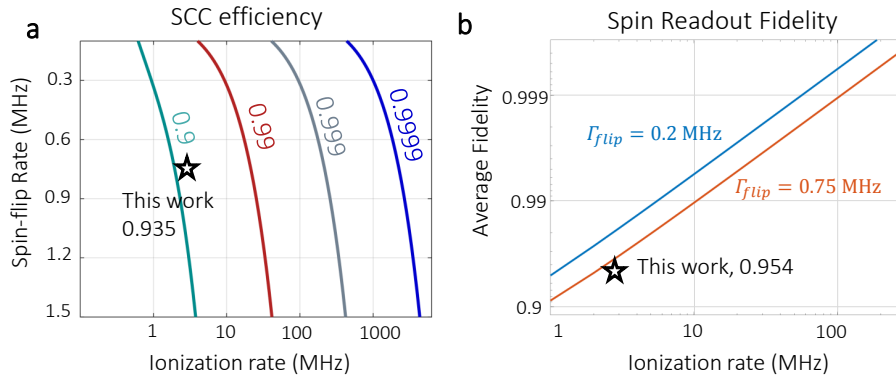 a
SCC efficiency
Spin-flip Rate (MHz)
0.3
0.6
0.9
1.2
1.5
0.9
0.99
0.999
0.9999
This work
0.935
1
10
100
1000
Ionization rate (MHz)
b
Spin Readout Fidelity
Average Fidelity
0.999
0.99
0.9
Γflip = 0.2 MHz
Γflip = 0.75 MHz
This work, 0.954
1
10
100
Ionization rate (MHz)